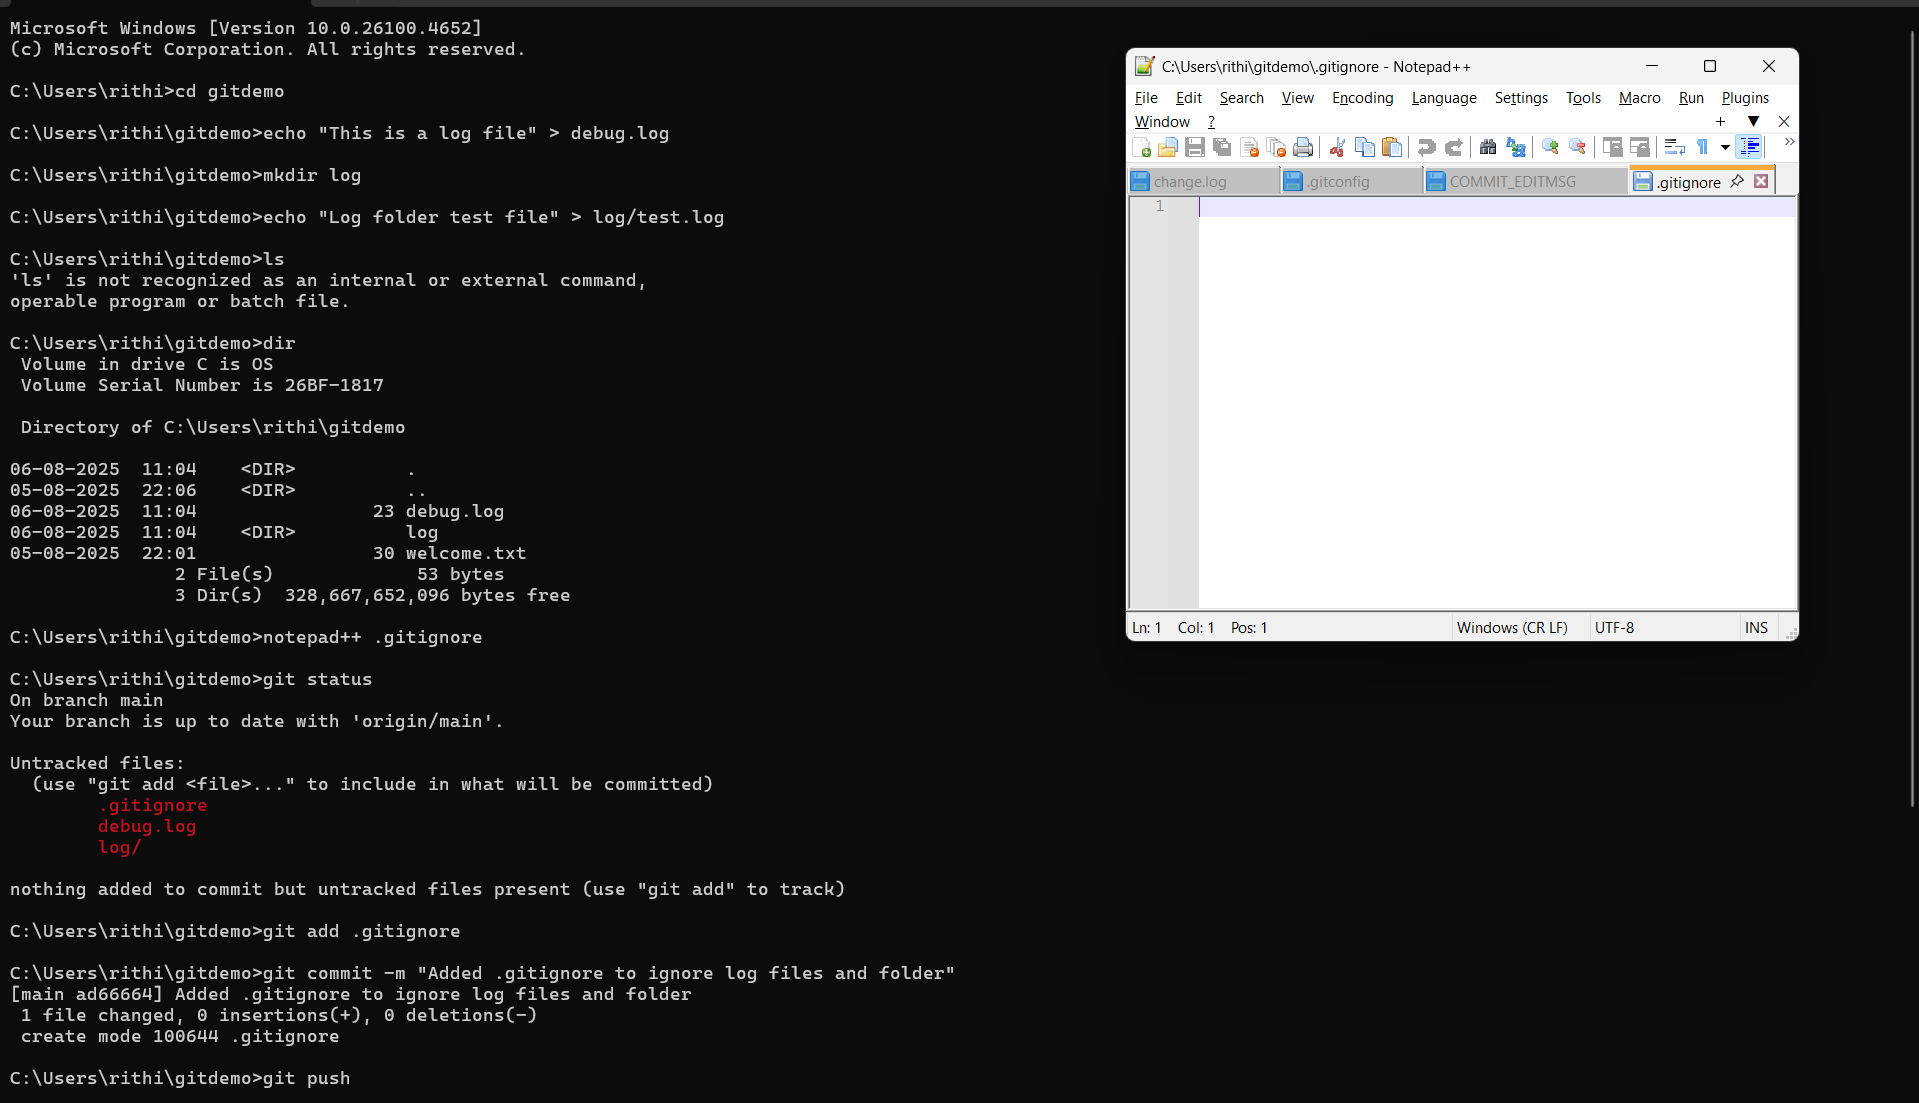 Microsoft Windows [Version 10.0.26100.4652]
(c) Microsoft Corporation. All rights reserved.
C:\Users\rithi>cd gitdemo
C:\Users\rithi\gitdemo>echo "This is a log file" > debug.log
C:\Users\rithi\gitdemo>mkdir log
C:\Users\rithi\gitdemo>echo "Log folder test file" > log/test.log
C:\Users\rithi\gitdemo>ls
'ls' is not recognized as an internal or external command,
operable program or batch file.
C:\Users\rithi\gitdemo>dir
Volume in drive C is OS
Volume Serial Number is 26BF-1817
Directory of C:\Users\rithi\gitdemo
06-08-2025  11:04    <DIR>          .
05-08-2025  22:06    <DIR>          ..
06-08-2025  11:04                23 debug.log
06-08-2025  11:04    <DIR>          log
05-08-2025  22:01                30 welcome.txt
2 File(s)             53 bytes
3 Dir(s)  328,667,652,096 bytes free
C:\Users\rithi\gitdemo>notepad++ .gitignore
C:\Users\rithi\gitdemo>git status
On branch main
Your branch is up to date with 'origin/main'.
Untracked files:
(use "git add <file>..." to include in what will be committed)
.gitignore
debug.log
log/
nothing added to commit but untracked files present (use "git add" to track)
C:\Users\rithi\gitdemo>git add .gitignore
C:\Users\rithi\gitdemo>git commit -m "Added .gitignore to ignore log files and folder"
[main ad66664] Added .gitignore to ignore log files and folder
1 file changed, 0 insertions(+), 0 deletions(-)
create mode 100644 .gitignore
C:\Users\rithi\gitdemo>git push
C:\Users\rithi\gitdemo\.gitignore - Notepad++
File Edit Search View Encoding Language Settings Tools Macro Run Plugins
Window ?
change.log .gitconfig COMMIT_EDITMSG .gitignore
1
Ln: 1 Col: 1 Pos: 1 Windows (CR LF) UTF-8 INS